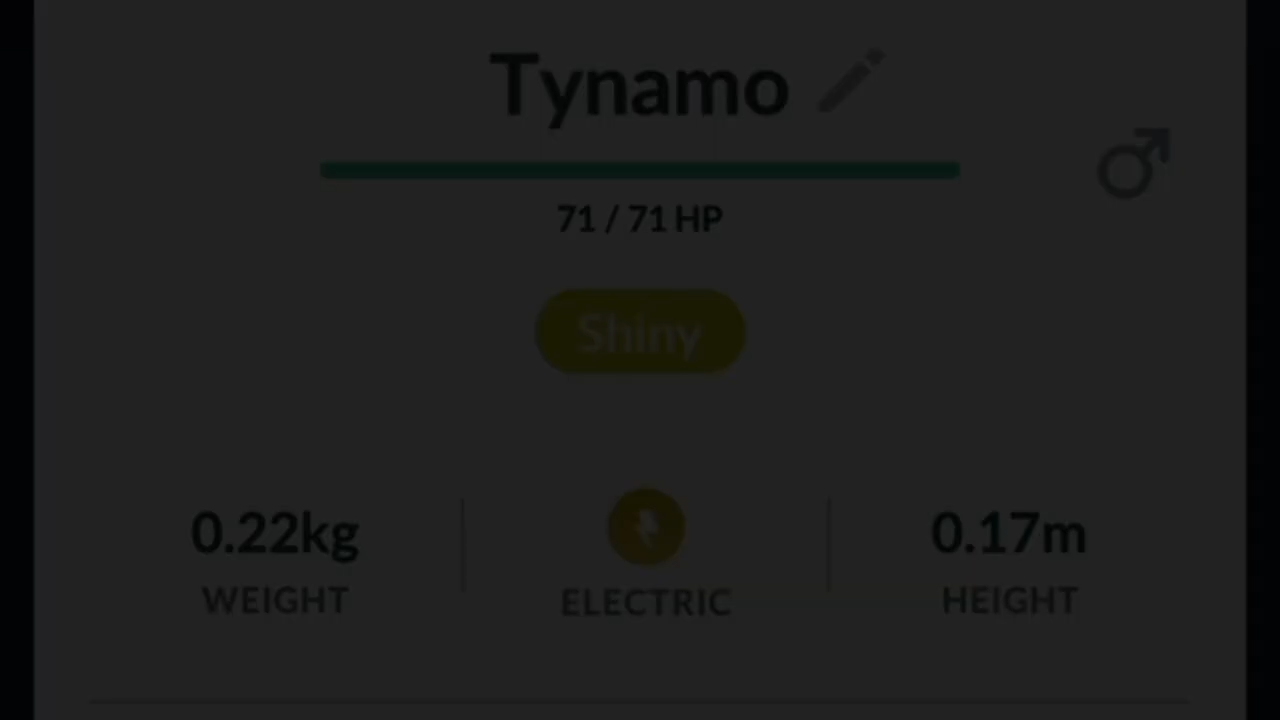 Tynamo
71 / 71 HP
Shiny
0.22kg
WEIGHT
ELECTRIC
0.17m
HEIGHT